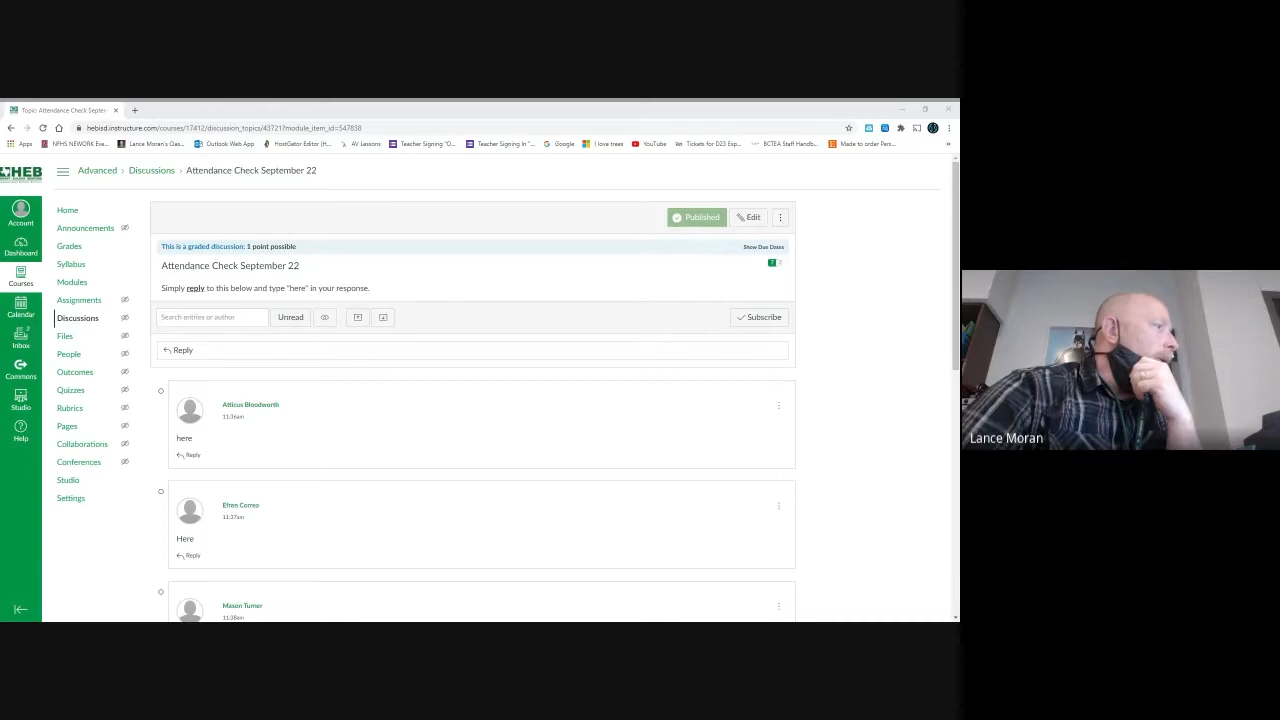 Topic: Attendance Check Septer
hebisd.instructure.com/courses/17412/discussion_topics/43721?module_item_id=547838
Apps NFHS NEWORK Exe... Lance Moran's Clas... Outlook Web App HostGator Editor (H... AV Lessons Teacher Signing "O... Teacher Signing In "... Google I love trees YouTube Tickets for D23 Exp... BCTEA Staff Handb... Made to order Pers... »
HEB
Advanced › Discussions › Attendance Check September 22
Account
Dashboard
Courses
Calendar
2
Inbox
Commons
Studio
Help
Home
Announcements
Grades
Syllabus
Modules
Assignments
Discussions
Files
People
Outcomes
Quizzes
Rubrics
Pages
Collaborations
Conferences
Studio
Settings
Published Edit
This is a graded discussion: 1 point possible Show Due Dates
Attendance Check September 22
Simply reply to this below and type "here" in your response.
Search entries or author Unread Subscribe
Reply
Atticus Bloodworth
11:36am
here
Reply
Efren Correa
11:37am
Here
Reply
Mason Turner
11:38am
Lance Moran